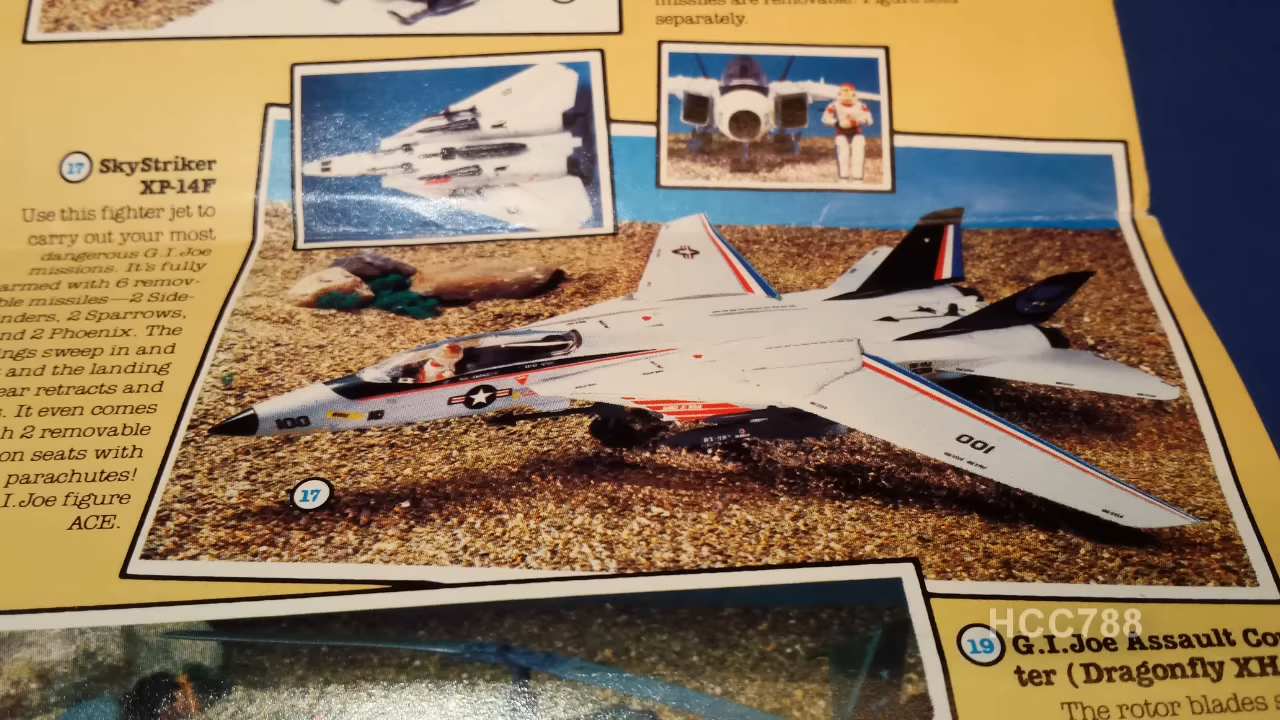 missiles are removable. Figure sold
separately.
17 SkyStriker
XP-14F
Use this fighter jet to
carry out your most
dangerous G.I. Joe
missions. It's fully
armed with 6 remov-
ble missiles—2 Side-
nders, 2 Sparrows,
nd 2 Phoenix. The
ngs sweep in and
and the landing
ear retracts and
. It even comes
h 2 removable
on seats with
parachutes!
.I. Joe figure
ACE.
100
001
17
HCC788
19 G.I. Joe Assault Co
ter (Dragonfly XH
The rotor blades